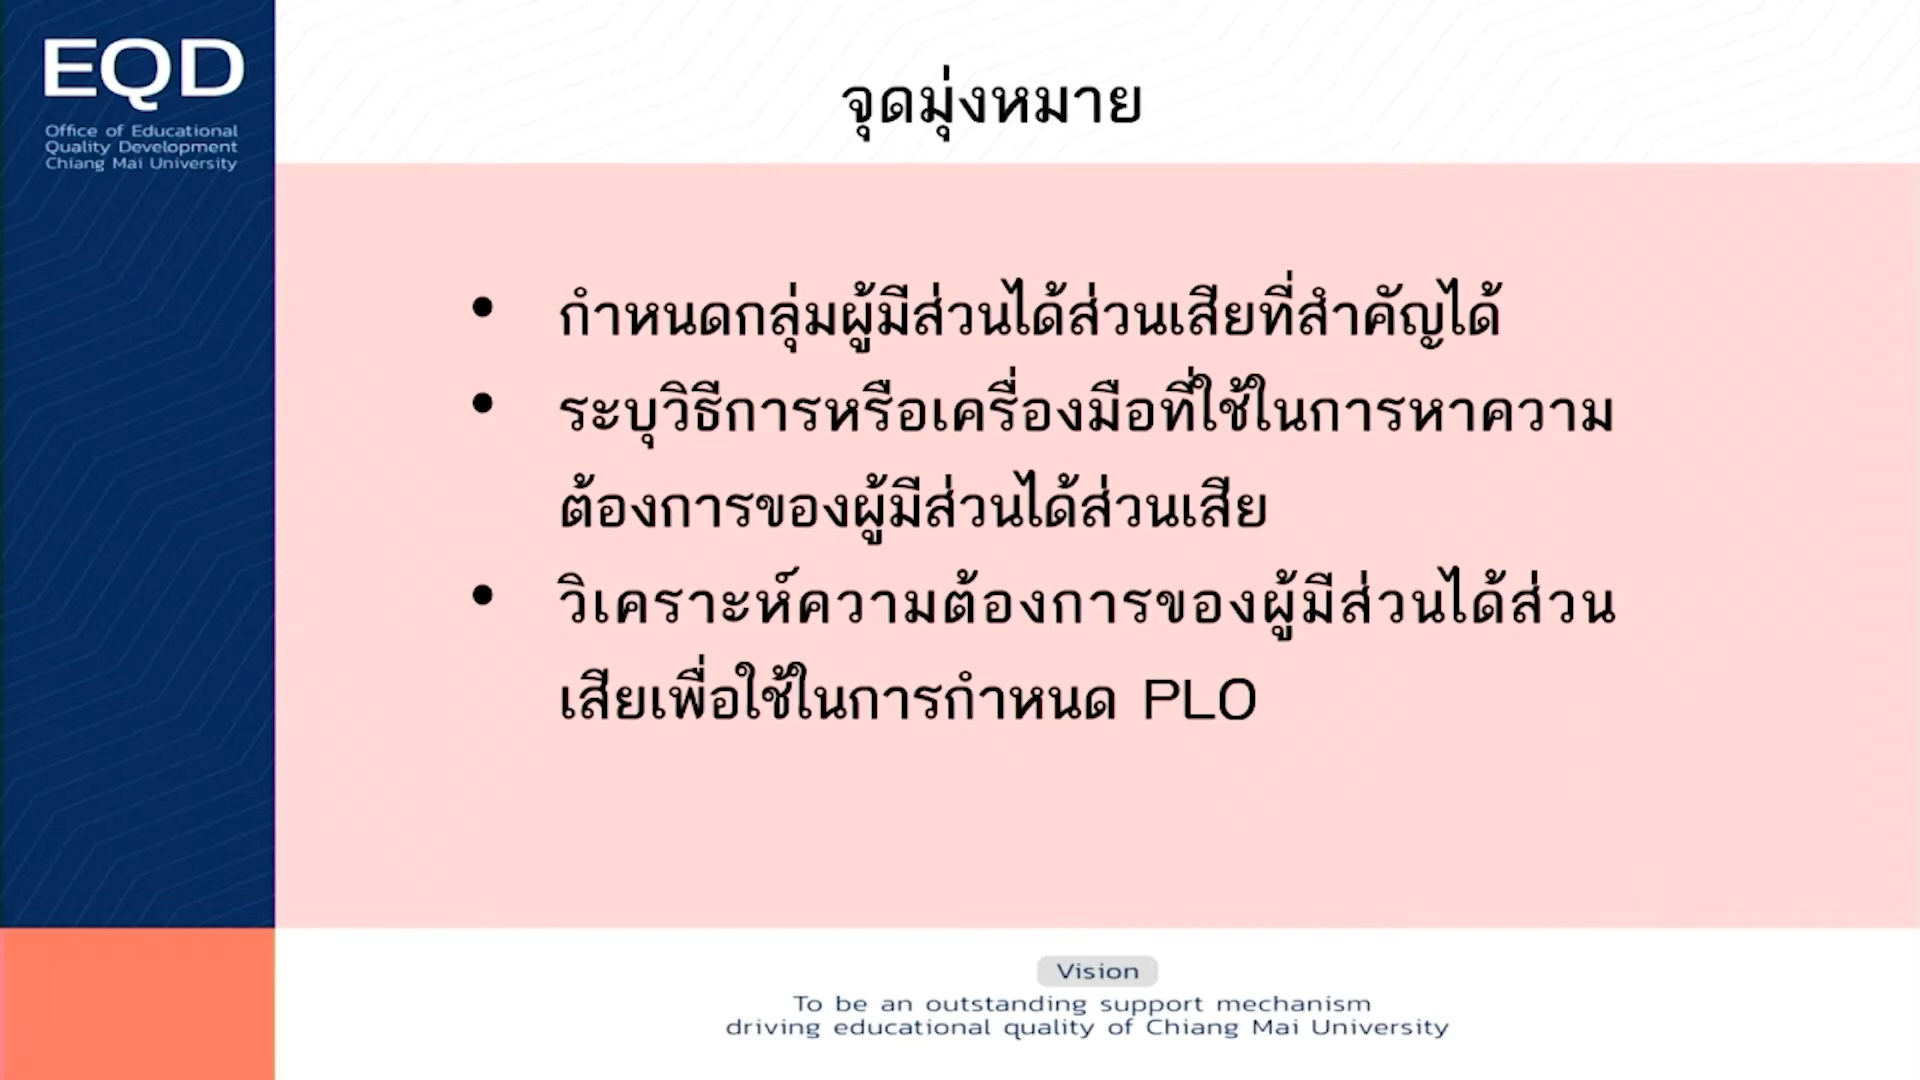 EQD
Office of Educational
Quality Development
Chiang Mai University
จุดมุ่งหมาย
• กำหนดกลุ่มผู้มีส่วนได้ส่วนเสียที่สำคัญได้
• ระบุวิธีการหรือเครื่องมือที่ใช้ในการหาความ
ต้องการของผู้มีส่วนได้ส่วนเสีย
• วิเคราะห์ความต้องการของผู้มีส่วนได้ส่วน
เสียเพื่อใช้ในการกำหนด PLO
Vision
To be an outstanding support mechanism
driving educational quality of Chiang Mai University